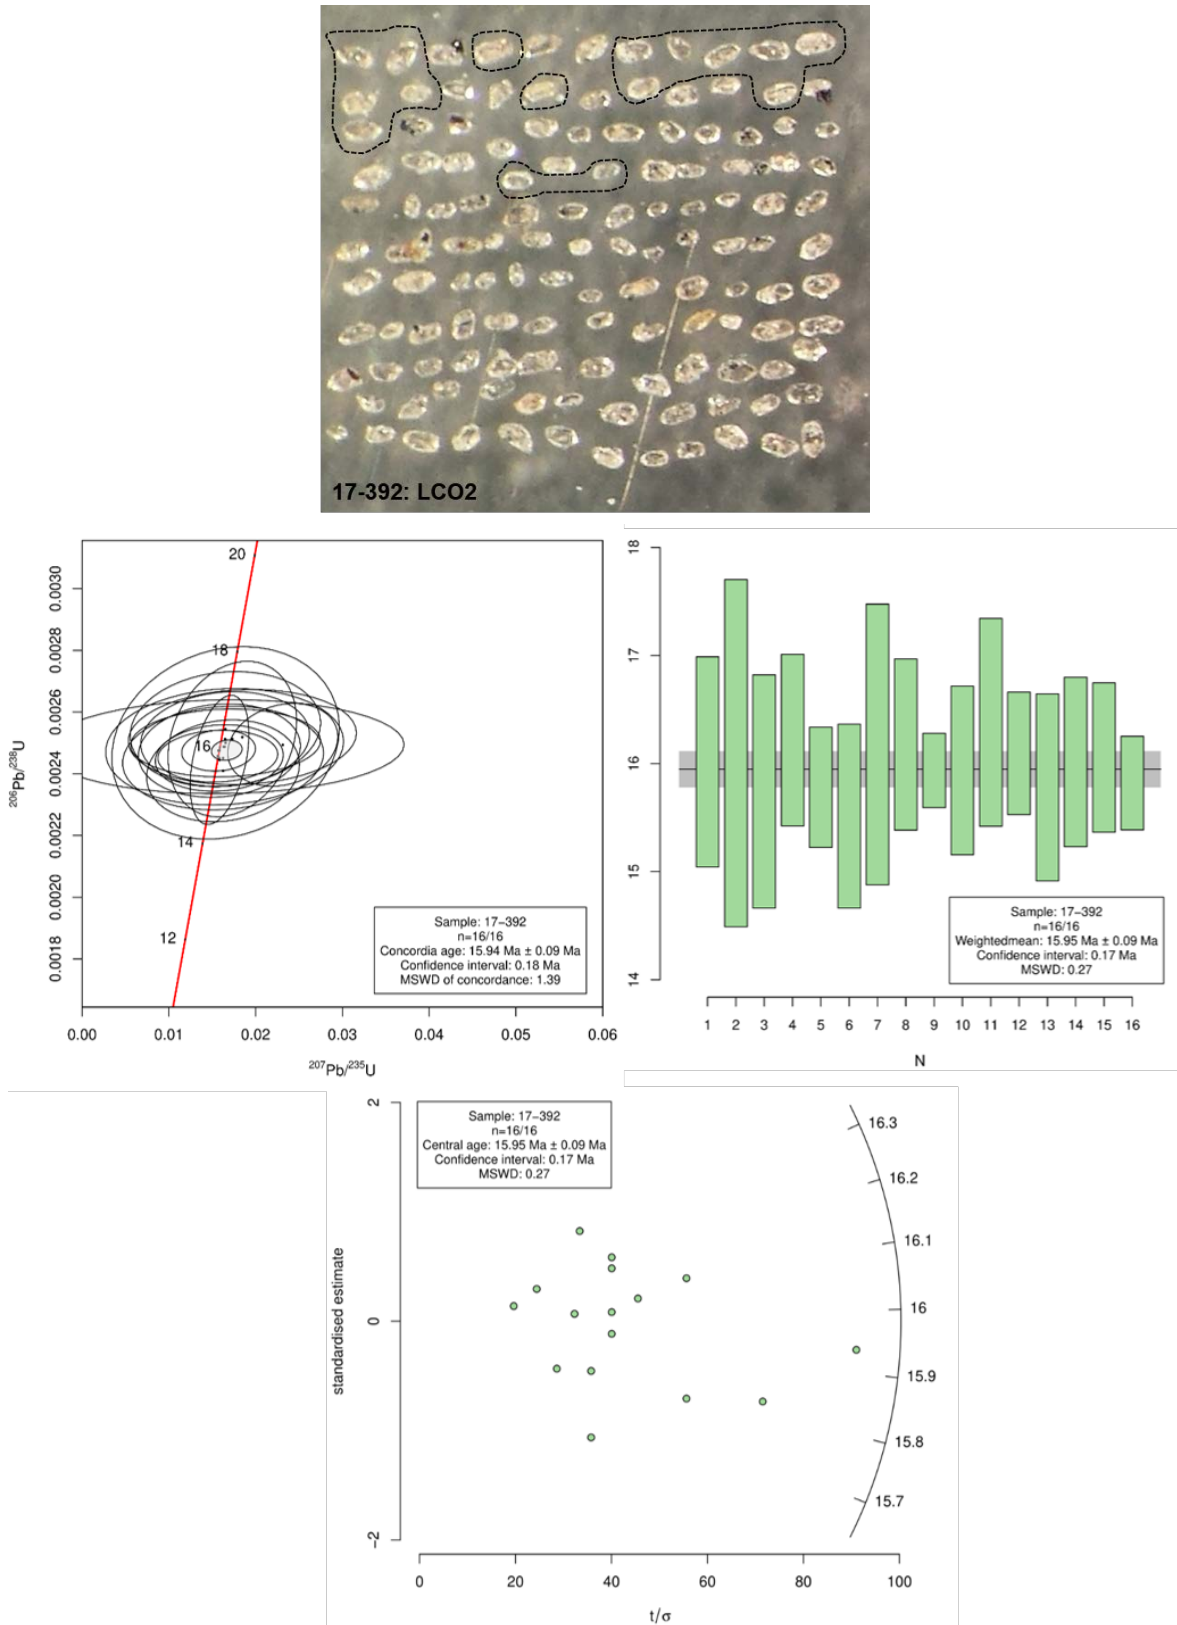 17-392: LCO2
20
18
16
14
12
0.0030
0.0028
0.0026
0.0024
0.0022
0.0020
0.0018
²⁰⁶Pb/²³⁸U
Sample: 17−392
n=16/16
Concordia age: 15.94 Ma ± 0.09 Ma
Confidence interval: 0.18 Ma
MSWD of concordance: 1.39
0.00 0.01 0.02 0.03 0.04 0.05 0.06
²⁰⁷Pb/²³⁵U
18
17
16
15
14
Sample: 17−392
n=16/16
Weightedmean: 15.95 Ma ± 0.09 Ma
Confidence interval: 0.17 Ma
MSWD: 0.27
1 2 3 4 5 6 7 8 9 10 11 12 13 14 15 16
N
2
0
−2
standardised estimate
Sample: 17−392
n=16/16
Central age: 15.95 Ma ± 0.09 Ma
Confidence interval: 0.17 Ma
MSWD: 0.27
16.3
16.2
16.1
16
15.9
15.8
15.7
0 20 40 60 80 100
t/σ